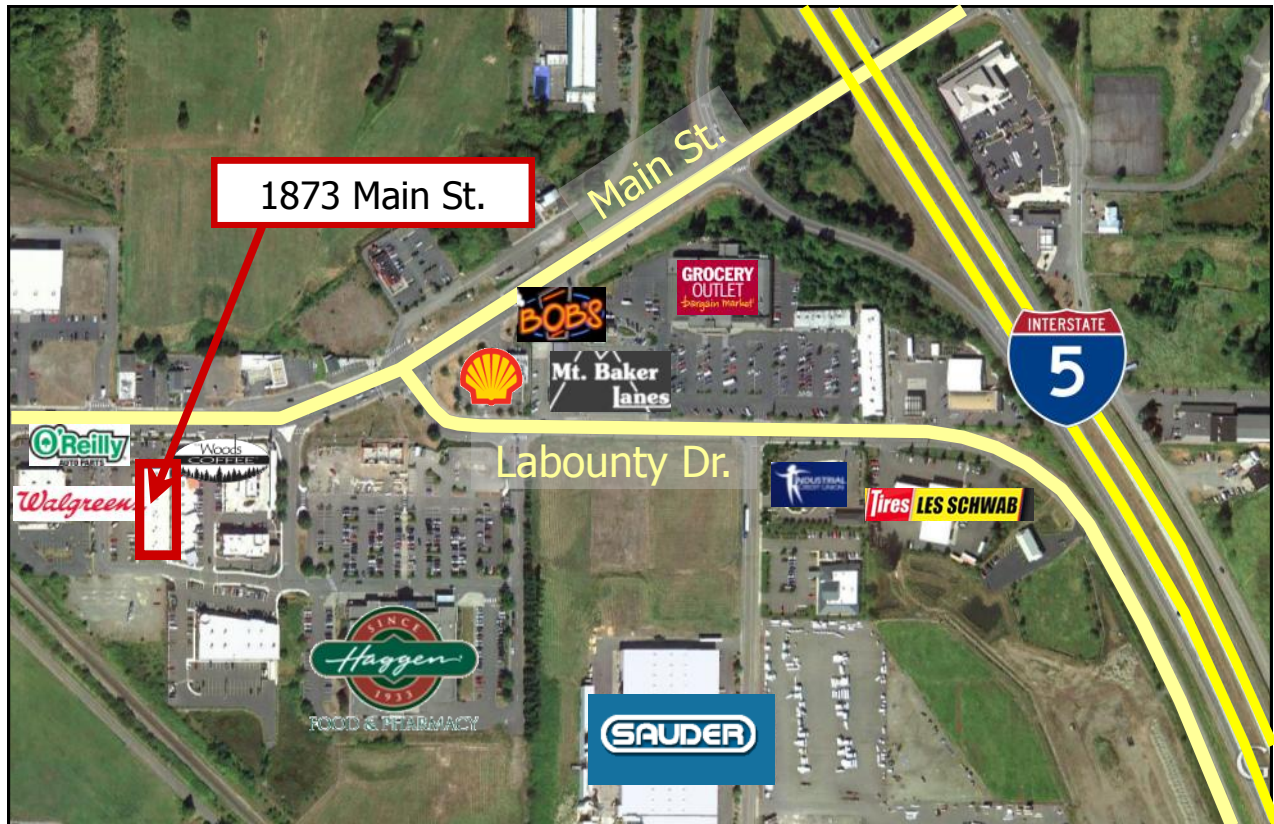 Main St.
1873 Main St.
GROCERY
OUTLET
bargain market
BOB'S
INTERSTATE
5
Mt. Baker
Lanes
O'Reilly
AUTO PARTS
Woods
COFFEE
Labounty Dr.
Walgreens
INDUSTRIAL
CREDIT UNION
Tires LES SCHWAB
SINCE
Haggen
1933
FOOD & PHARMACY
SAUDER
G